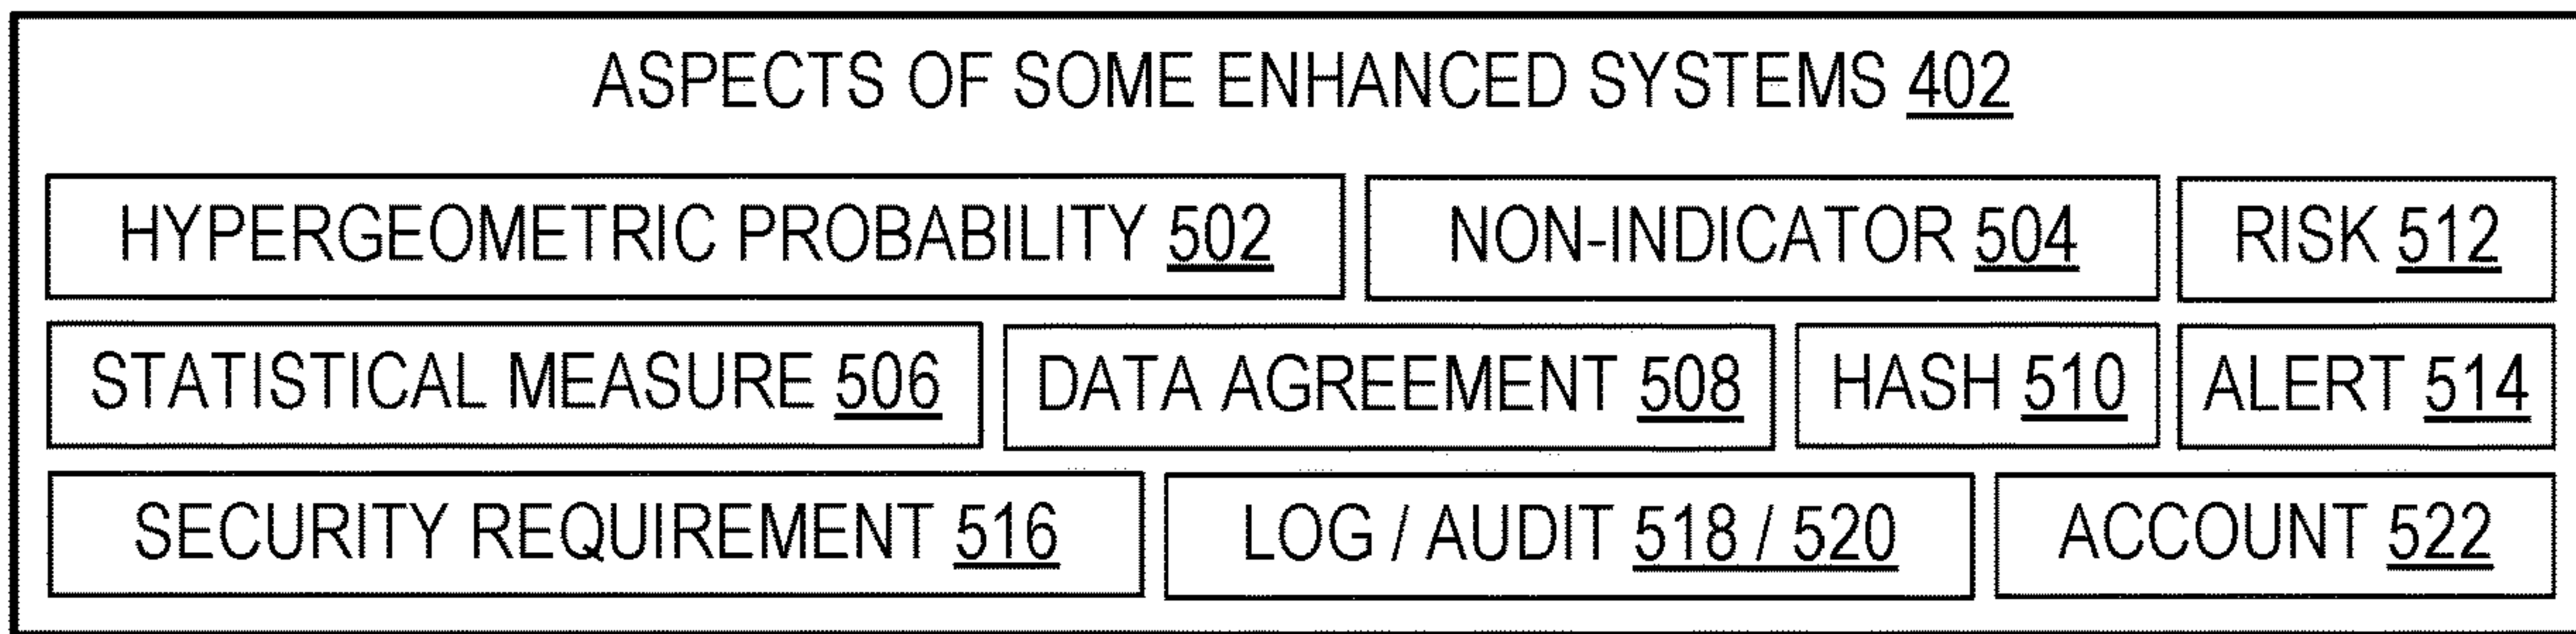 ASPECTS OF SOME ENHANCED SYSTEMS 402
HYPERGEOMETRIC PROBABILITY 502
NON-INDICATOR 504
RISK 512
STATISTICAL MEASURE 506
DATA AGREEMENT 508
HASH 510
ALERT 514
SECURITY REQUIREMENT 516
LOG / AUDIT 518 / 520
ACCOUNT 522